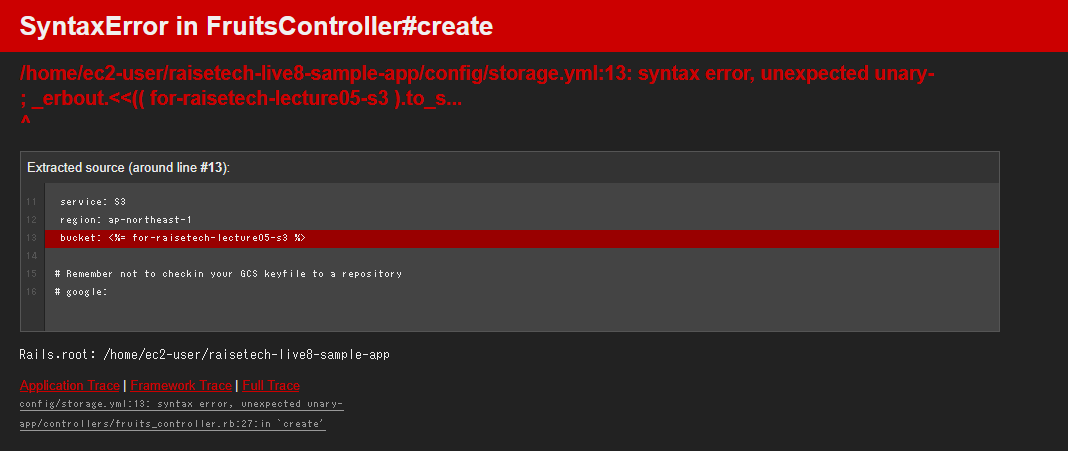 SyntaxError in FruitsController#create
/home/ec2-user/raisetech-live8-sample-app/config/storage.yml:13: syntax error, unexpected unary-
; _erbout.<<(( for-raisetech-lecture05-s3 ).to_s...
^
Extracted source (around line #13):
11 service: S3
12 region: ap-northeast-1
13 bucket: <%= for-raisetech-lecture05-s3 %>
14
15 # Remember not to checkin your GCS keyfile to a repository
16 # google:
Rails.root: /home/ec2-user/raisetech-live8-sample-app
Application Trace | Framework Trace | Full Trace
config/storage.yml:13: syntax error, unexpected unary-
app/controllers/fruits_controller.rb:27:in `create'